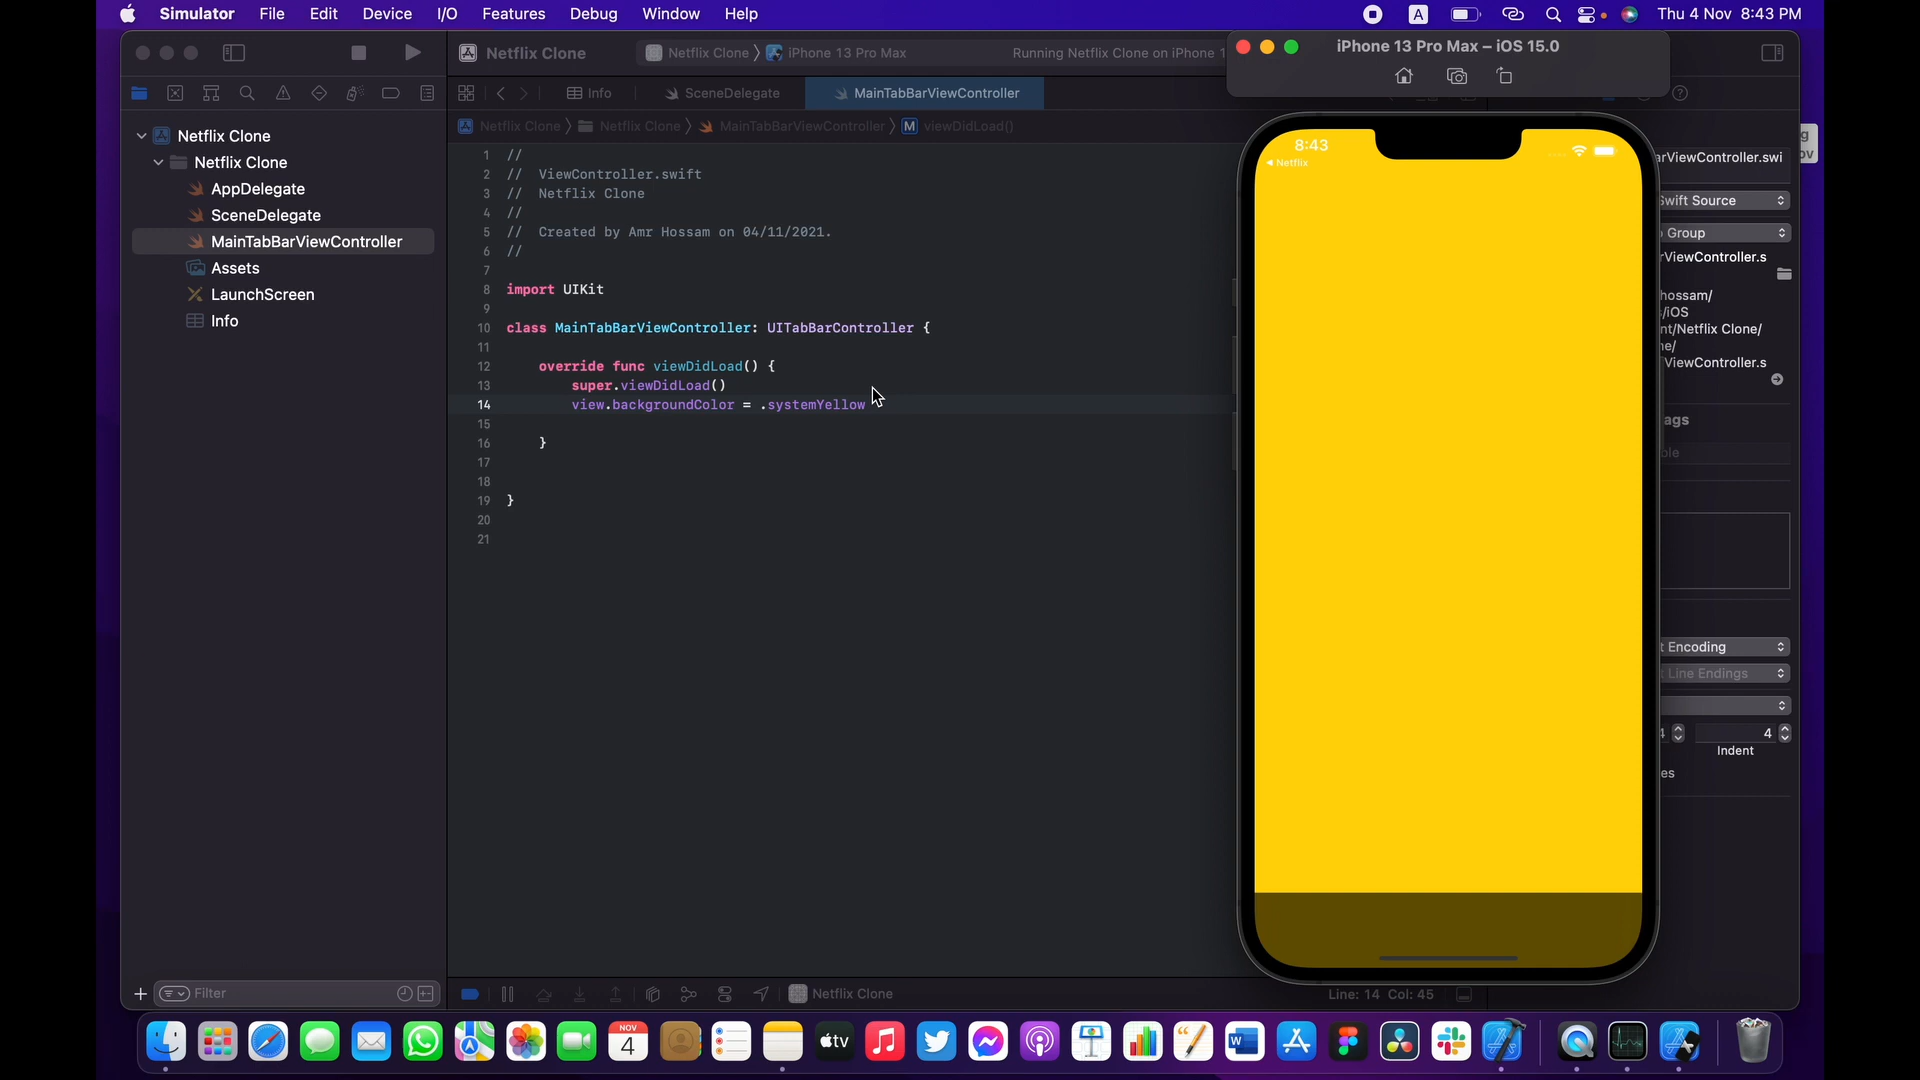 Simulator File Edit Device I/O Features Debug Window Help
A Thu 4 Nov 8:43 PM
Netflix Clone
Netflix Clone iPhone 13 Pro Max
Running Netflix Clone on iPhone 1
iPhone 13 Pro Max – iOS 15.0
Info SceneDelegate MainTabBarViewController
Netflix Clone Netflix Clone MainTabBarViewController M viewDidLoad()
Netflix Clone
Netflix Clone
AppDelegate
SceneDelegate
MainTabBarViewController
Assets
LaunchScreen
Info
1 //
2 // ViewController.swift
3 // Netflix Clone
4 //
5 // Created by Amr Hossam on 04/11/2021.
6 //
7
8 import UIKit
9
10 class MainTabBarViewController: UITabBarController {
11
12 override func viewDidLoad() {
13 super.viewDidLoad()
14 view.backgroundColor = .systemYellow
15
16 }
17
18
19 }
20
21
8:43
◀ Netflix
g
ov
arViewController.swi
Swift Source
o Group
rViewController.s
hossam/
/iOS
nt/Netflix Clone/
ne/
ViewController.s
ags
ble
t Encoding
Line Endings
4 4
Indent
es
Filter
Netflix Clone
Line: 14 Col: 45
NOV
4
tv
W